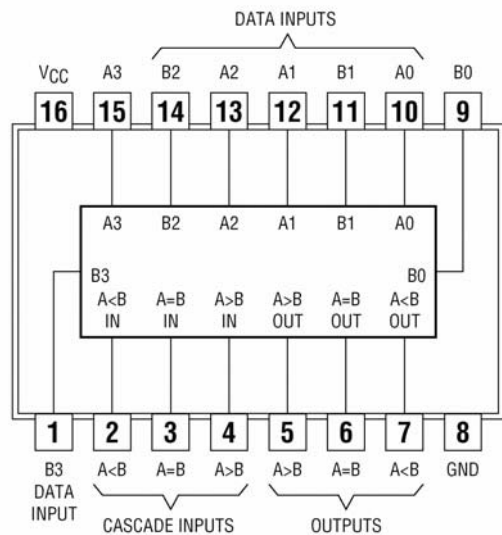 DATA INPUTS
VCC A3 B2 A2 A1 B1 A0 B0
16 15 14 13 12 11 10 9
A3 B2 A2 A1 B1 A0
B3 B0
A<B A=B A>B A>B A=B A<B
IN IN IN OUT OUT OUT
1 2 3 4 5 6 7 8
B3 A<B A=B A>B A>B A=B A<B GND
DATA
INPUT
CASCADE INPUTS OUTPUTS